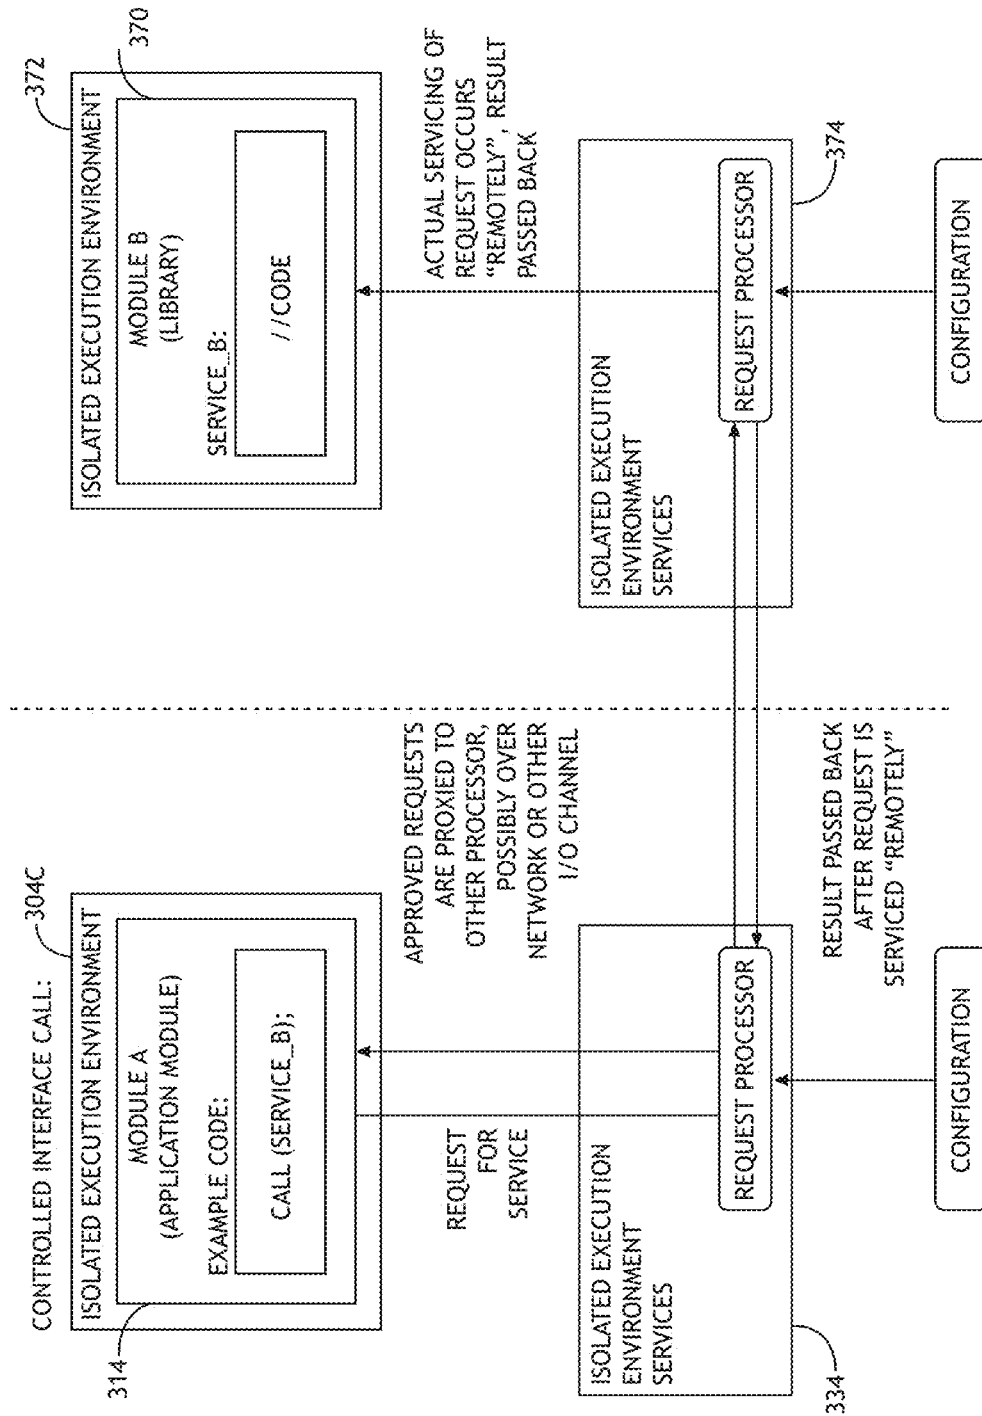 CONTROLLED INTERFACE CALL:
304C
ISOLATED EXECUTION ENVIRONMENT
314
MODULE A
(APPLICATION MODULE)
EXAMPLE CODE:
CALL (SERVICE_B);
REQUEST
FOR
SERVICE
APPROVED REQUESTS
ARE PROXIED TO
OTHER PROCESSOR,
POSSIBLY OVER
NETWORK OR OTHER
I/O CHANNEL
ISOLATED EXECUTION
ENVIRONMENT
SERVICES
334
REQUEST PROCESSOR
RESULT PASSED BACK
AFTER REQUEST IS
SERVICED “REMOTELY”
CONFIGURATION
372
ISOLATED EXECUTION ENVIRONMENT
370
MODULE B
(LIBRARY)
SERVICE_B:
//CODE
ACTUAL SERVICING OF
REQUEST OCCURS
“REMOTELY”, RESULT
PASSED BACK
ISOLATED EXECUTION
ENVIRONMENT
SERVICES
REQUEST PROCESSOR
374
CONFIGURATION